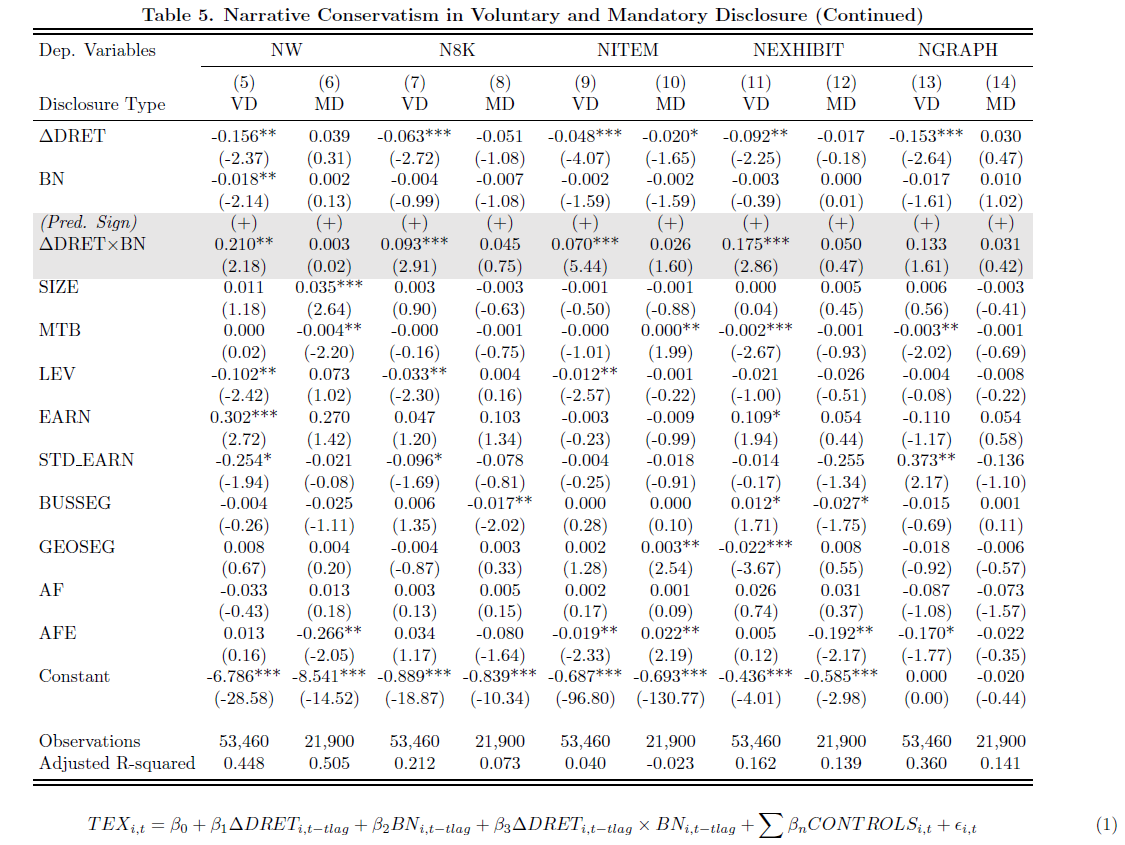 Table 5. Narrative Conservatism in Voluntary and Mandatory Disclosure (Continued)
Dep. Variables NW N8K NITEM NEXHIBIT NGRAPH
(5) (6) (7) (8) (9) (10) (11) (12) (13) (14)
Disclosure Type VD MD VD MD VD MD VD MD VD MD
ΔDRET -0.156** 0.039 -0.063*** -0.051 -0.048*** -0.020* -0.092** -0.017 -0.153*** 0.030
(-2.37) (0.31) (-2.72) (-1.08) (-4.07) (-1.65) (-2.25) (-0.18) (-2.64) (0.47)
BN -0.018** 0.002 -0.004 -0.007 -0.002 -0.002 -0.003 0.000 -0.017 0.010
(-2.14) (0.13) (-0.99) (-1.08) (-1.59) (-1.59) (-0.39) (0.01) (-1.61) (1.02)
(Pred. Sign) (+) (+) (+) (+) (+) (+) (+) (+) (+) (+)
ΔDRET×BN 0.210** 0.003 0.093*** 0.045 0.070*** 0.026 0.175*** 0.050 0.133 0.031
(2.18) (0.02) (2.91) (0.75) (5.44) (1.60) (2.86) (0.47) (1.61) (0.42)
SIZE 0.011 0.035*** 0.003 -0.003 -0.001 -0.001 0.000 0.005 0.006 -0.003
(1.18) (2.64) (0.90) (-0.63) (-0.50) (-0.88) (0.04) (0.45) (0.56) (-0.41)
MTB 0.000 -0.004** -0.000 -0.001 -0.000 0.000** -0.002*** -0.001 -0.003** -0.001
(0.02) (-2.20) (-0.16) (-0.75) (-1.01) (1.99) (-2.67) (-0.93) (-2.02) (-0.69)
LEV -0.102** 0.073 -0.033** 0.004 -0.012** -0.001 -0.021 -0.026 -0.004 -0.008
(-2.42) (1.02) (-2.30) (0.16) (-2.57) (-0.22) (-1.00) (-0.51) (-0.08) (-0.22)
EARN 0.302*** 0.270 0.047 0.103 -0.003 -0.009 0.109* 0.054 -0.110 0.054
(2.72) (1.42) (1.20) (1.34) (-0.23) (-0.99) (1.94) (0.44) (-1.17) (0.58)
STD_EARN -0.254* -0.021 -0.096* -0.078 -0.004 -0.018 -0.014 -0.255 0.373** -0.136
(-1.94) (-0.08) (-1.69) (-0.81) (-0.25) (-0.91) (-0.17) (-1.34) (2.17) (-1.10)
BUSSEG -0.004 -0.025 0.006 -0.017** 0.000 0.000 0.012* -0.027* -0.015 0.001
(-0.26) (-1.11) (1.35) (-2.02) (0.28) (0.10) (1.71) (-1.75) (-0.69) (0.11)
GEOSEG 0.008 0.004 -0.004 0.003 0.002 0.003** -0.022*** 0.008 -0.018 -0.006
(0.67) (0.20) (-0.87) (0.33) (1.28) (2.54) (-3.67) (0.55) (-0.92) (-0.57)
AF -0.033 0.013 0.003 0.005 0.002 0.001 0.026 0.031 -0.087 -0.073
(-0.43) (0.18) (0.13) (0.15) (0.17) (0.09) (0.74) (0.37) (-1.08) (-1.57)
AFE 0.013 -0.266** 0.034 -0.080 -0.019** 0.022** 0.005 -0.192** -0.170* -0.022
(0.16) (-2.05) (1.17) (-1.64) (-2.33) (2.19) (0.12) (-2.17) (-1.77) (-0.35)
Constant -6.786*** -8.541*** -0.889*** -0.839*** -0.687*** -0.693*** -0.436*** -0.585*** 0.000 -0.020
(-28.58) (-14.52) (-18.87) (-10.34) (-96.80) (-130.77) (-4.01) (-2.98) (0.00) (-0.44)
Observations 53,460 21,900 53,460 21,900 53,460 21,900 53,460 21,900 53,460 21,900
Adjusted R-squared 0.448 0.505 0.212 0.073 0.040 -0.023 0.162 0.139 0.360 0.141
TEX_{i,t} = β_0 + β_1ΔDRET_{i,t−tlag} + β_2BN_{i,t−tlag} + β_3ΔDRET_{i,t−tlag} × BN_{i,t−tlag} + ∑ β_nCONTROLS_{i,t} + ϵ_{i,t} (1)